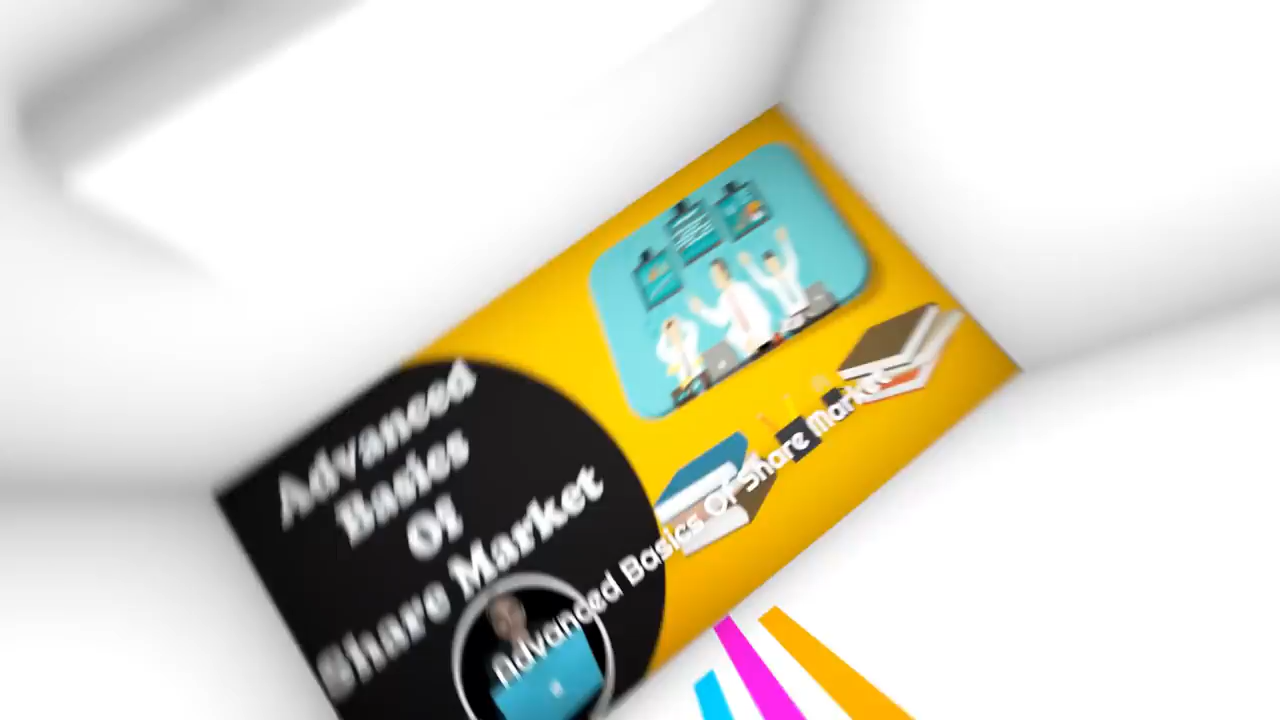 Advanced
Basics
Of
Share Market
Advanced Basics Of Share Market